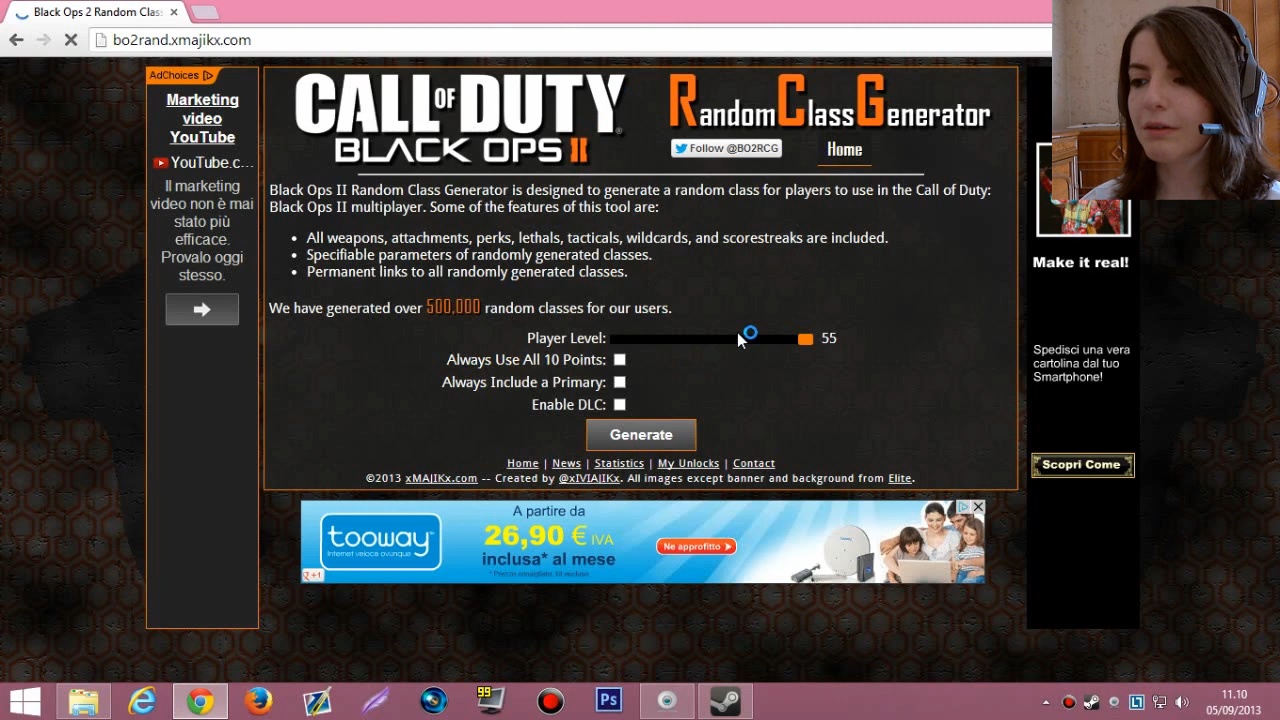 Black Ops 2 Random Clas
bo2rand.xmajikx.com
AdChoices
Marketing
video
YouTube
YouTube.c...
Il marketing
video non è mai
stato più
efficace.
Provalo oggi
stesso.
CALL OF DUTY
BLACK OPS II
RandomClassGenerator
Follow @BO2RCG
Home
Black Ops II Random Class Generator is designed to generate a random class for players to use in the Call of Duty:
Black Ops II multiplayer. Some of the features of this tool are:
• All weapons, attachments, perks, lethals, tacticals, wildcards, and scorestreaks are included.
• Specifiable parameters of randomly generated classes.
• Permanent links to all randomly generated classes.
We have generated over 500,000 random classes for our users.
Player Level: 55
Always Use All 10 Points:
Always Include a Primary:
Enable DLC:
Generate
Home | News | Statistics | My Unlocks | Contact
©2013 xMAJIKx.com -- Created by @xIVIAJIKx. All images except banner and background from Elite.
Make it real!
Spedisci una vera
cartolina dal tuo
Smartphone!
Scopri Come
tooway
Internet veloce ovunque
A partire da
26,90 € IVA
inclusa* al mese
Ne approfitto
+1
99
Ps
11.10
05/09/2013